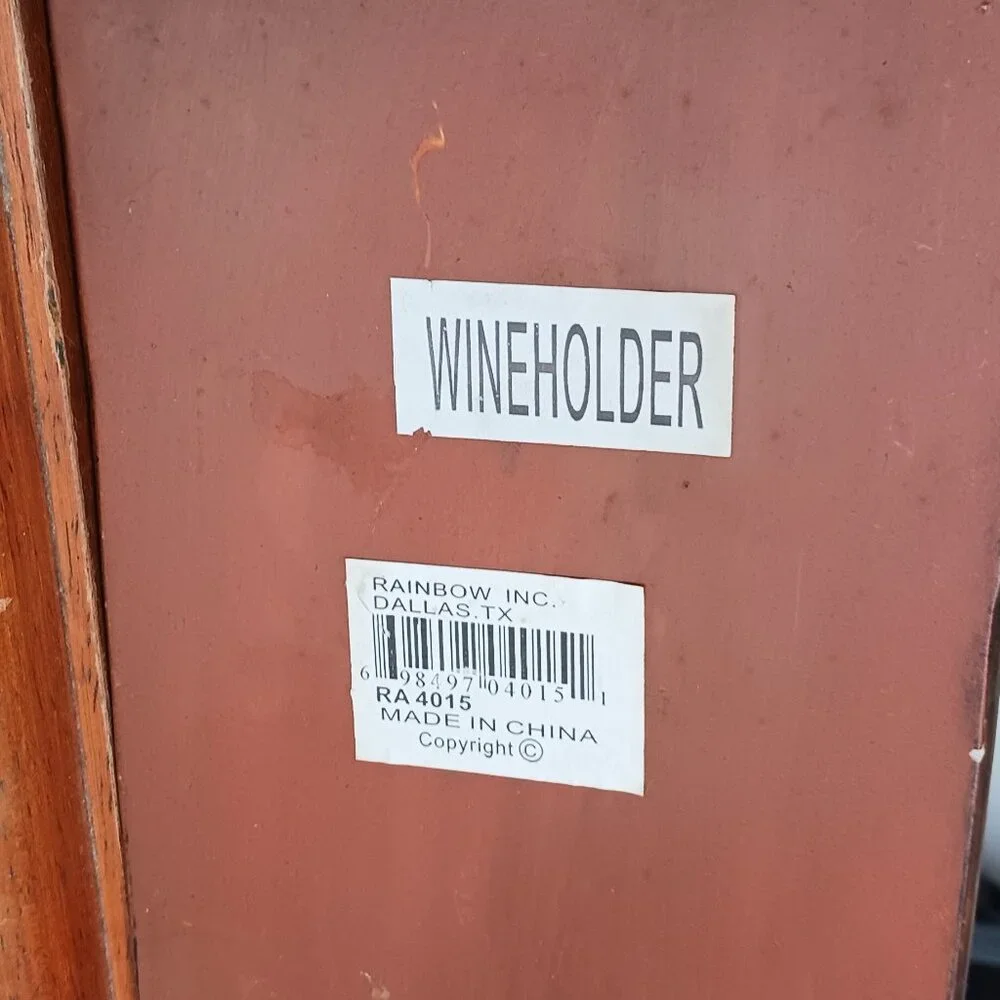 WINEHOLDER
RAINBOW INC.
DALLAS.TX
6 98497 04015 1
RA 4015
MADE IN CHINA
Copyright ©